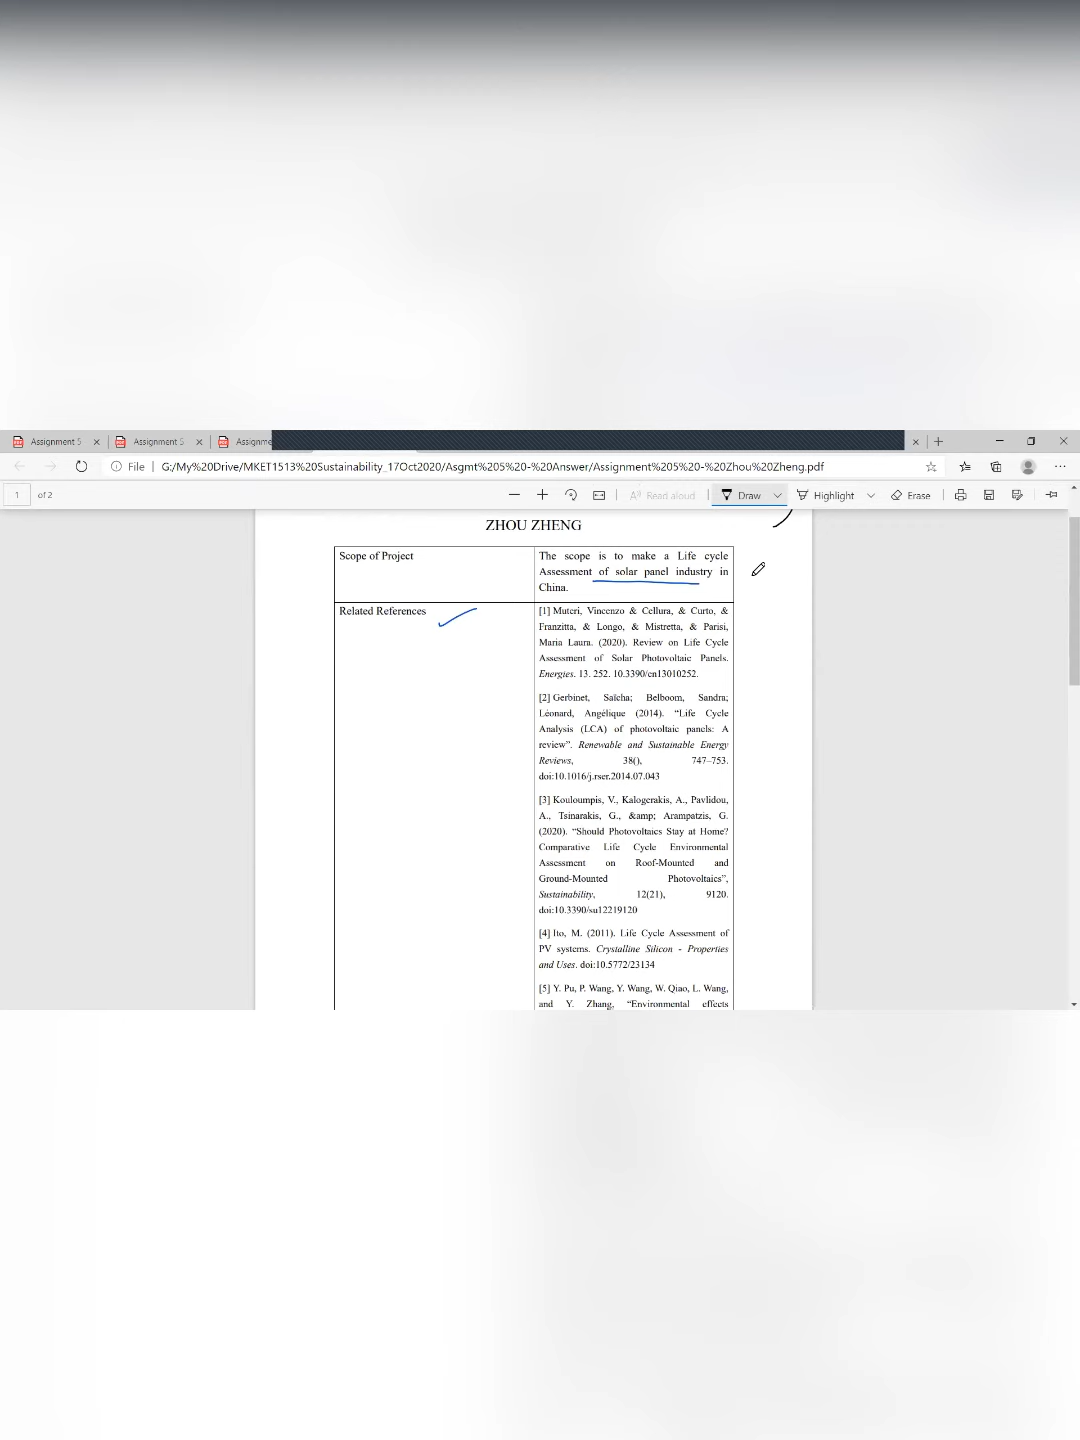 Assignment 5
Assignment 5
Assignme
File
G:/My%20Drive/MKET1513%20Sustainability_17Oct2020/Asgmt%205%20-%20Answer/Assignment%205%20-%20Zhou%20Zheng.pdf
1 of 2
Read aloud
Draw
Highlight
Erase
ZHOU ZHENG
Scope of Project
The scope is to make a Life cycle
Assessment of solar panel industry in
China.
Related References
[1] Muteri, Vincenzo & Cellura, & Curto, &
Franzitta, & Longo, & Mistretta, & Parisi,
Maria Laura. (2020). Review on Life Cycle
Assessment of Solar Photovoltaic Panels.
Energies. 13. 252. 10.3390/en13010252.
[2] Gerbinet, Saïcha; Belboom, Sandra;
Léonard, Angélique (2014). “Life Cycle
Analysis (LCA) of photovoltaic panels: A
review”. Renewable and Sustainable Energy
Reviews, 38(), 747–753.
doi:10.1016/j.rser.2014.07.043
[3] Kouloumpis, V., Kalogerakis, A., Pavlidou,
A., Tsinarakis, G., &amp; Arampatzis, G.
(2020). “Should Photovoltaics Stay at Home?
Comparative Life Cycle Environmental
Assessment on Roof-Mounted and
Ground-Mounted Photovoltaics”,
Sustainability, 12(21), 9120.
doi:10.3390/su12219120
[4] Ito, M. (2011). Life Cycle Assessment of
PV systems. Crystalline Silicon - Properties
and Uses. doi:10.5772/23134
[5] Y. Pu, P. Wang, Y. Wang, W. Qiao, L. Wang,
and Y. Zhang, “Environmental effects